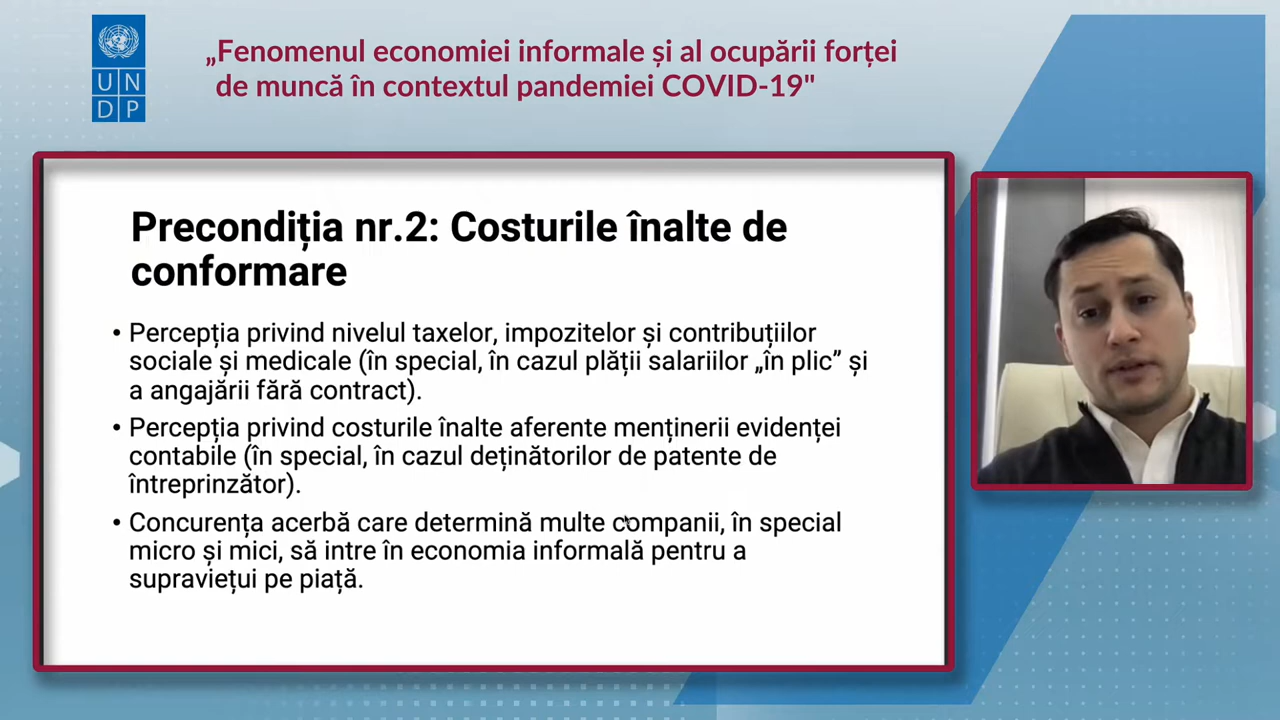 „Fenomenul economiei informale și al ocupării forței
de muncă în contextul pandemiei COVID-19"
U N
D P
Precondiția nr.2: Costurile înalte de
conformare
• Percepția privind nivelul taxelor, impozitelor și contribuțiilor
sociale și medicale (în special, în cazul plății salariilor „în plic” și
a angajării fără contract).
• Percepția privind costurile înalte aferente menținerii evidenței
contabile (în special, în cazul deținătorilor de patente de
întreprinzător).
• Concurența acerbă care determină multe companii, în special
micro și mici, să intre în economia informală pentru a
supraviețui pe piață.